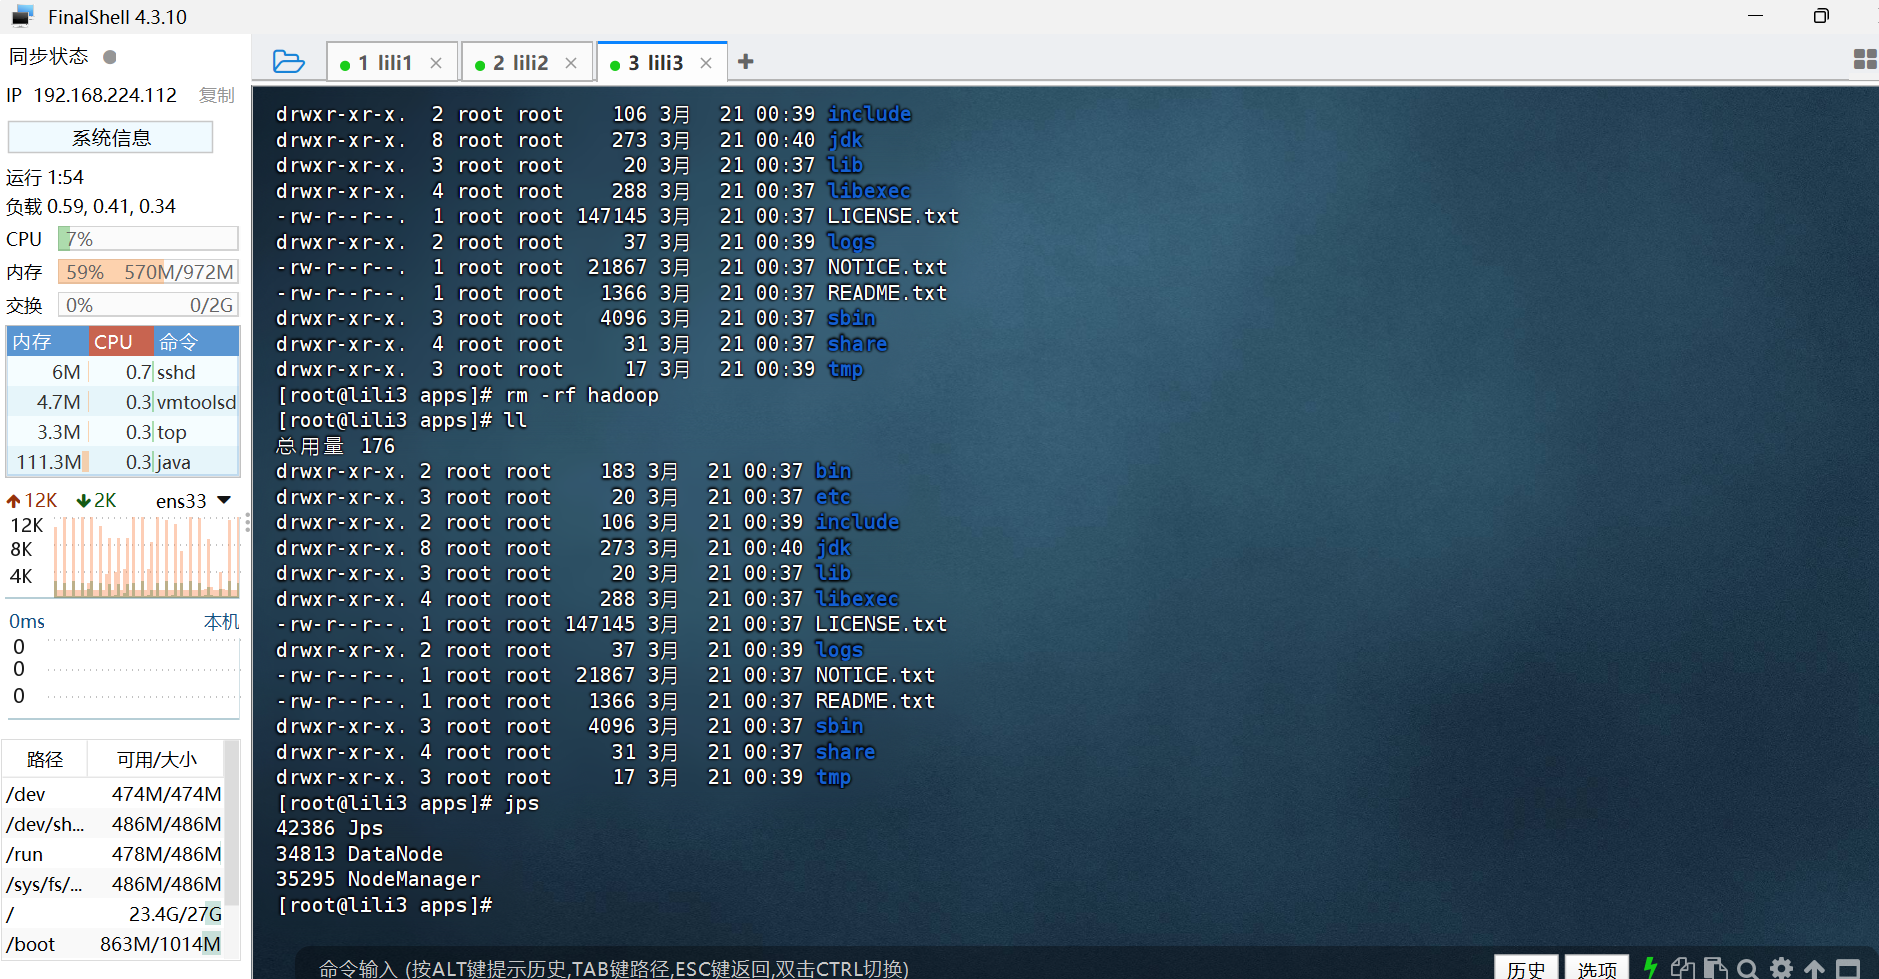 FinalShell 4.3.10
同步状态
IP 192.168.224.112 复制
系统信息
运行 1:54
负载 0.59, 0.41, 0.34
CPU 7%
内存 59% 570M/972M
交换 0% 0/2G
内存 CPU 命令
6M 0.7 sshd
4.7M 0.3 vmtoolsd
3.3M 0.3 top
111.3M 0.3 java
12K 2K ens33
12K
8K
4K
0ms 本机
0
0
0
路径 可用/大小
/dev 474M/474M
/dev/sh... 486M/486M
/run 478M/486M
/sys/fs/... 486M/486M
/ 23.4G/27G
/boot 863M/1014M
1 lili1
2 lili2
3 lili3
drwxr-xr-x.  2 root root    106 3月  21 00:39 include
drwxr-xr-x.  8 root root    273 3月  21 00:40 jdk
drwxr-xr-x.  3 root root     20 3月  21 00:37 lib
drwxr-xr-x.  4 root root    288 3月  21 00:37 libexec
-rw-r--r--.  1 root root 147145 3月  21 00:37 LICENSE.txt
drwxr-xr-x.  2 root root     37 3月  21 00:39 logs
-rw-r--r--.  1 root root  21867 3月  21 00:37 NOTICE.txt
-rw-r--r--.  1 root root   1366 3月  21 00:37 README.txt
drwxr-xr-x.  3 root root   4096 3月  21 00:37 sbin
drwxr-xr-x.  4 root root     31 3月  21 00:37 share
drwxr-xr-x.  3 root root     17 3月  21 00:39 tmp
[root@lili3 apps]# rm -rf hadoop
[root@lili3 apps]# ll
总用量 176
drwxr-xr-x. 2 root root    183 3月  21 00:37 bin
drwxr-xr-x. 3 root root     20 3月  21 00:37 etc
drwxr-xr-x. 2 root root    106 3月  21 00:39 include
drwxr-xr-x. 8 root root    273 3月  21 00:40 jdk
drwxr-xr-x. 3 root root     20 3月  21 00:37 lib
drwxr-xr-x. 4 root root    288 3月  21 00:37 libexec
-rw-r--r--. 1 root root 147145 3月  21 00:37 LICENSE.txt
drwxr-xr-x. 2 root root     37 3月  21 00:39 logs
-rw-r--r--. 1 root root  21867 3月  21 00:37 NOTICE.txt
-rw-r--r--. 1 root root   1366 3月  21 00:37 README.txt
drwxr-xr-x. 3 root root   4096 3月  21 00:37 sbin
drwxr-xr-x. 4 root root     31 3月  21 00:37 share
drwxr-xr-x. 3 root root     17 3月  21 00:39 tmp
[root@lili3 apps]# jps
42386 Jps
34813 DataNode
35295 NodeManager
[root@lili3 apps]#
命令输入 (按ALT键提示历史,TAB键路径,ESC键返回,双击CTRL切换)
历史 选项